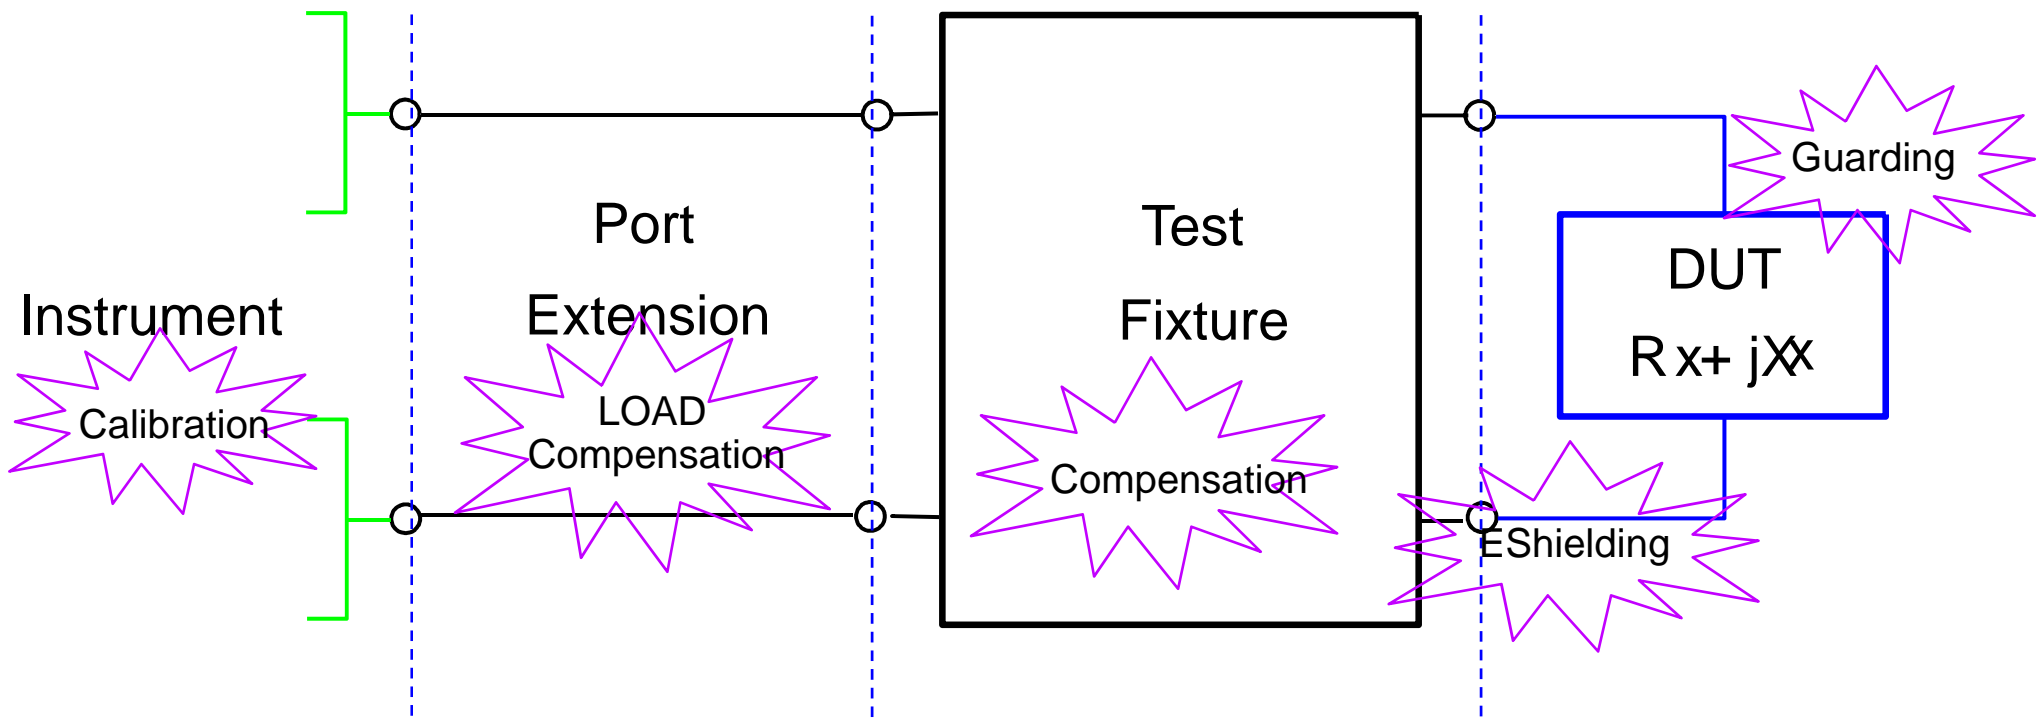 Instrument
Calibration
Port
Extension
LOAD
Compensation
Test
Fixture
Compensation
Guarding
DUT
R x+ jXx
EShielding